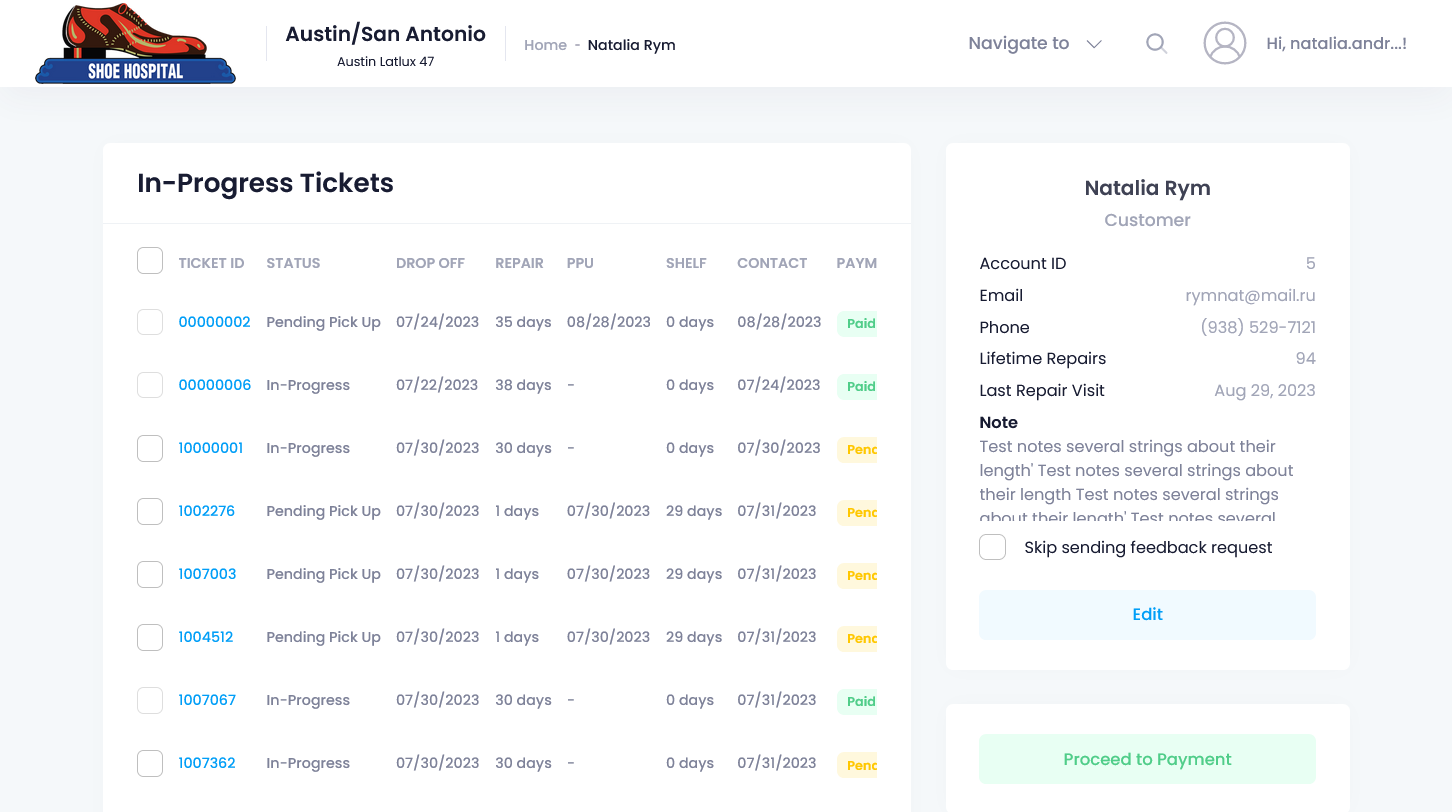 SHOE HOSPITAL
Austin/San Antonio
Austin Latlux 47
Home - Natalia Rym
Navigate to
Hi, natalia.andr...!
In-Progress Tickets
TICKET ID STATUS DROP OFF REPAIR PPU SHELF CONTACT PAYM
00000002 Pending Pick Up 07/24/2023 35 days 08/28/2023 0 days 08/28/2023 Paid
00000006 In-Progress 07/22/2023 38 days - 0 days 07/24/2023 Paid
10000001 In-Progress 07/30/2023 30 days - 0 days 07/30/2023 Penc
1002276 Pending Pick Up 07/30/2023 1 days 07/30/2023 29 days 07/31/2023 Penc
1007003 Pending Pick Up 07/30/2023 1 days 07/30/2023 29 days 07/31/2023 Penc
1004512 Pending Pick Up 07/30/2023 1 days 07/30/2023 29 days 07/31/2023 Penc
1007067 In-Progress 07/30/2023 30 days - 0 days 07/31/2023 Paid
1007362 In-Progress 07/30/2023 30 days - 0 days 07/31/2023 Penc
Natalia Rym
Customer
Account ID 5
Email rymnat@mail.ru
Phone (938) 529-7121
Lifetime Repairs 94
Last Repair Visit Aug 29, 2023
Note
Test notes several strings about their
length' Test notes several strings about
their length Test notes several strings
about their length' Test notes several
Skip sending feedback request
Edit
Proceed to Payment